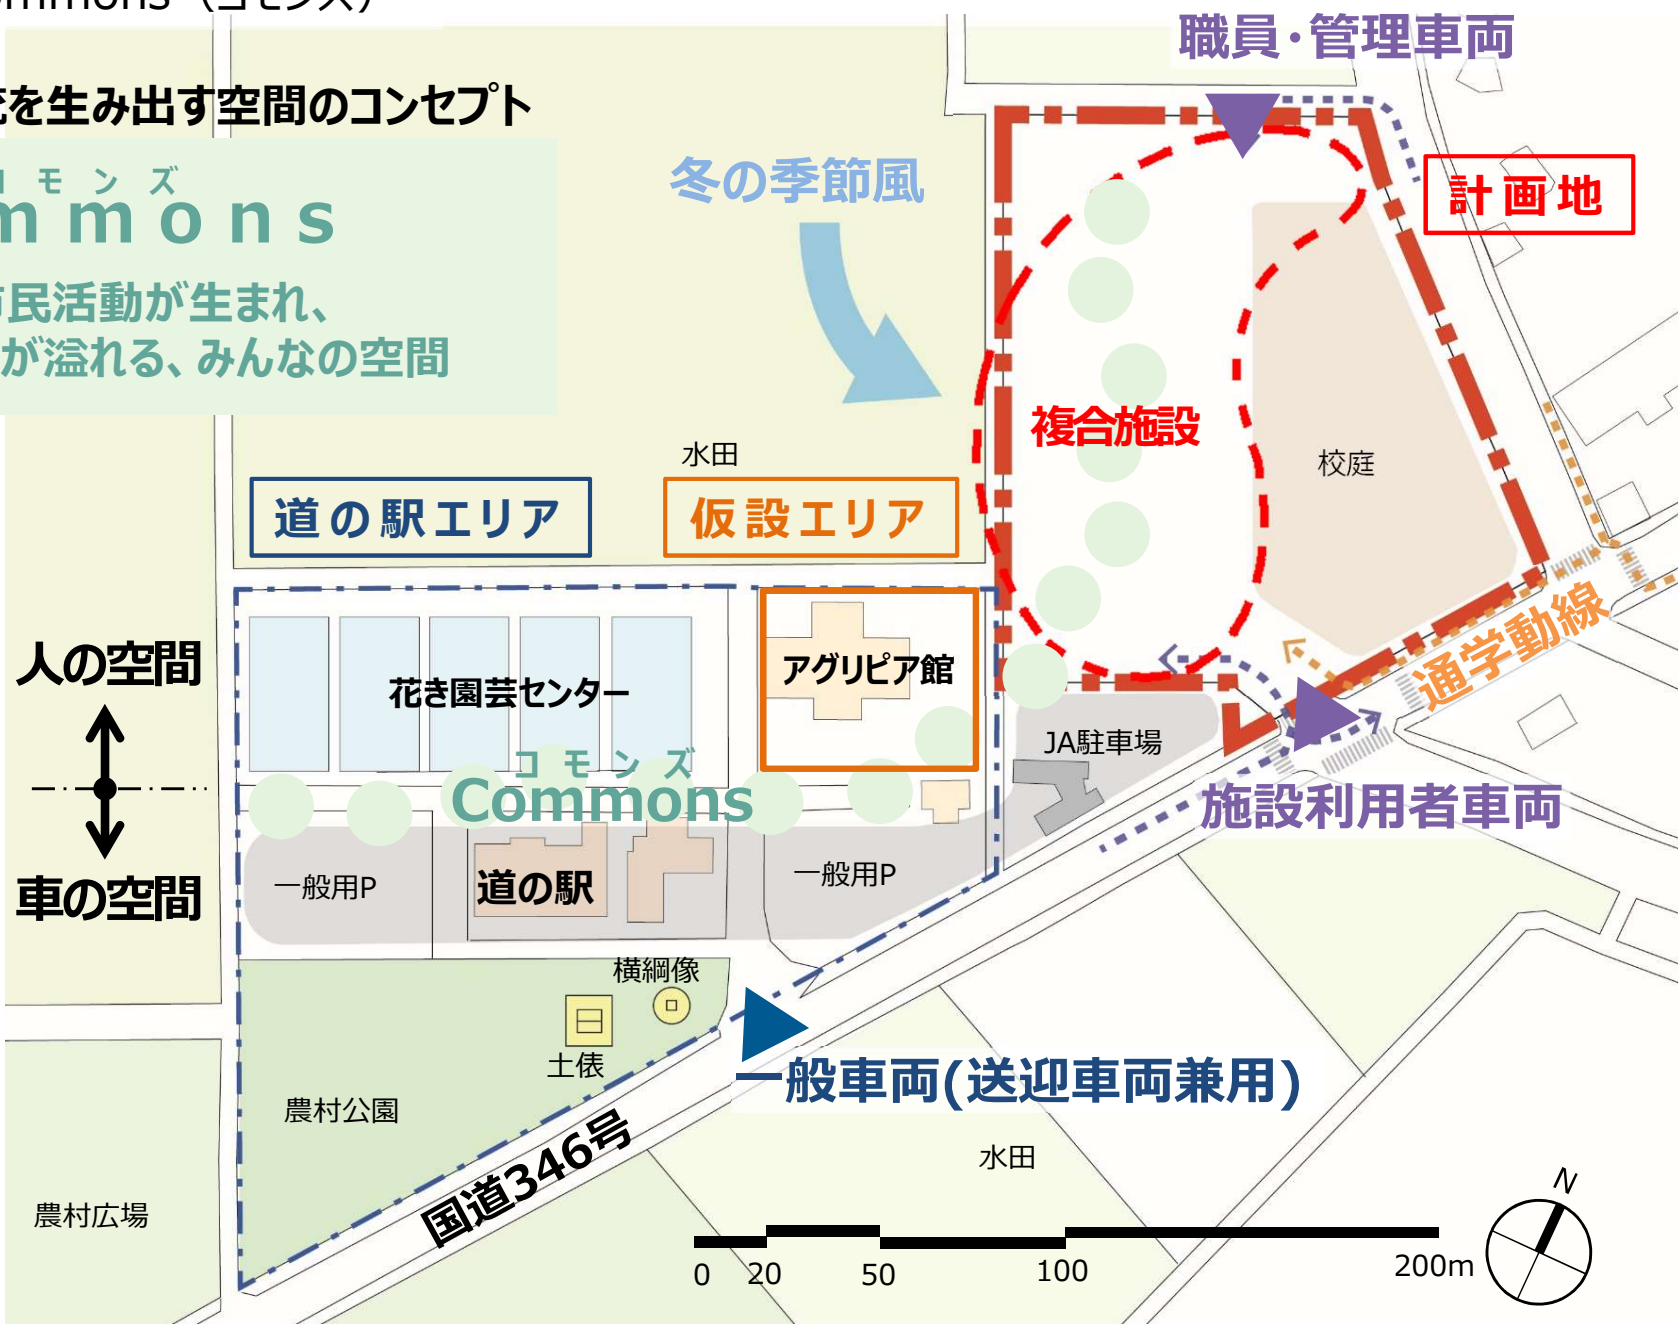 mmons（コモンズ）
を生み出す空間のコンセプト
コモンズ
mmons
民活動が生まれ、
が溢れる、みんなの空間
職員・管理車両
冬の季節風
計画地
複合施設
校庭
水田
道の駅エリア
仮設エリア
人の空間
車の空間
花き園芸センター
アグリピア館
通学動線
コモンズ
Commons
JA駐車場
施設利用者車両
一般用P
道の駅
一般用P
横綱像
土俵
一般車両(送迎車両兼用)
農村公園
国道346号
水田
農村広場
N
0 20 50 100 200m